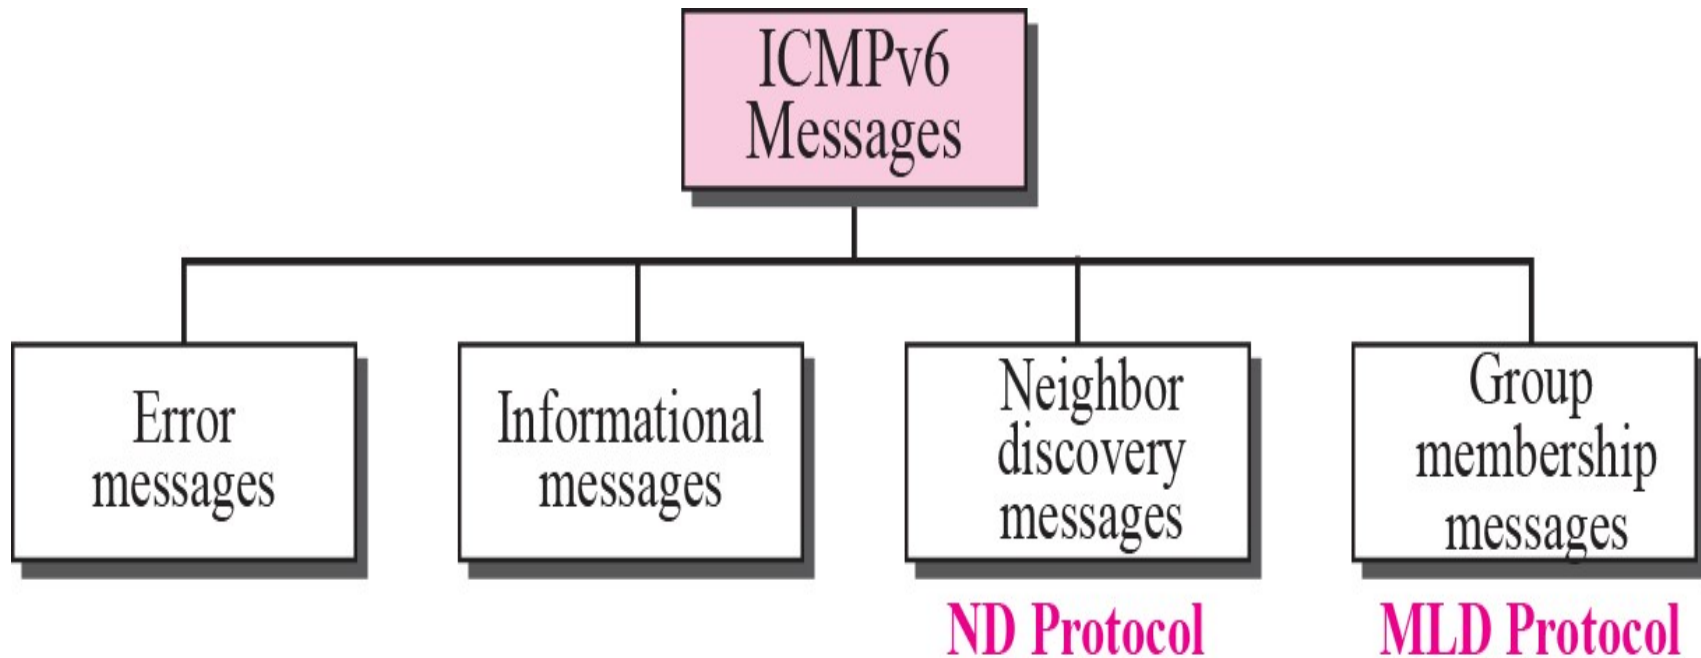 ICMPv6
Messages
Error
messages
Informational
messages
Neighbor
discovery
messages
Group
membership
messages
ND Protocol
MLD Protocol